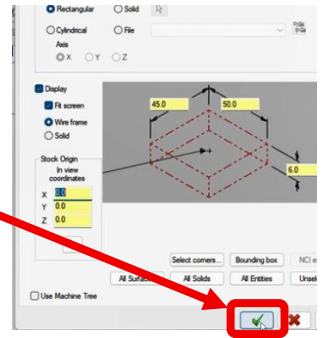 Rectangular Solid
Cylindrical File
Axis
X Y Z
Display
Fit screen
Wire frame
Solid
45.0 50.0
6.0
Stock Origin
In view
coordinates
X 0.0
Y 0.0
Z 0.0
Select corners... Bounding box NCI
All All Solids All Entities
Use Machine Tree